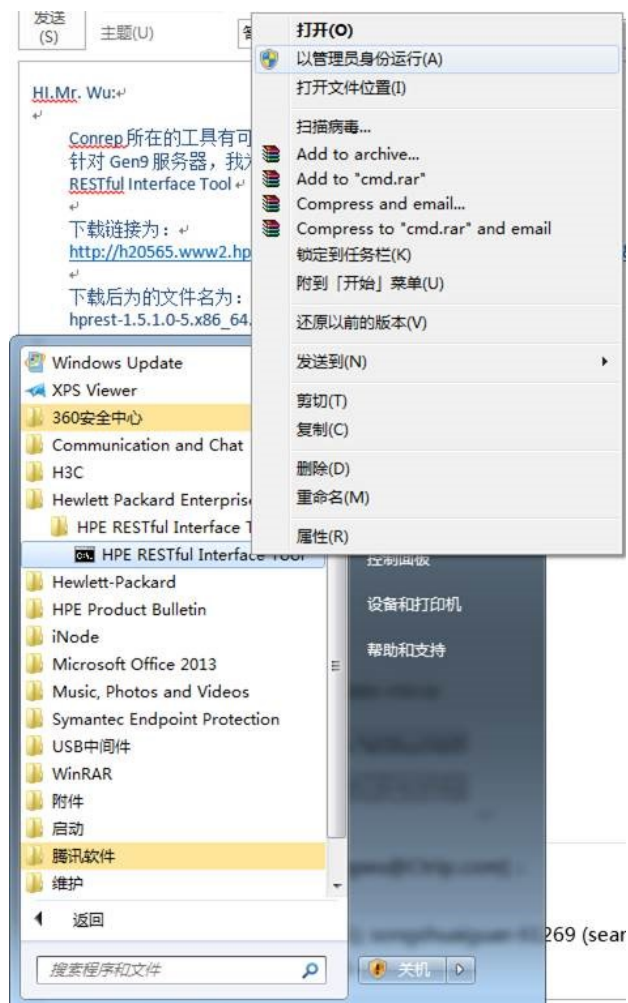 发送
(S)
主题(U)
HI.Mr. Wu:
Conrep所在的工具有可
针对 Gen9 服务器，我
RESTful Interface Tool
下载链接为：
http://h20565.www2.hp
下载后为的文件名为：
hprest-1.5.1.0-5.x86_64.
打开(O)
以管理员身份运行(A)
打开文件位置(I)
扫描病毒...
Add to archive...
Add to "cmd.rar"
Compress and email...
Compress to "cmd.rar" and email
锁定到任务栏(K)
附到「开始」菜单(U)
还原以前的版本(V)
发送到(N)
剪切(T)
复制(C)
删除(D)
重命名(M)
属性(R)
Windows Update
XPS Viewer
360安全中心
Communication and Chat
H3C
Hewlett Packard Enterprise
HPE RESTful Interface T
HPE RESTful Interface Tool
Hewlett-Packard
HPE Product Bulletin
iNode
Microsoft Office 2013
Music, Photos and Videos
Symantec Endpoint Protection
USB中间件
WinRAR
附件
启动
腾讯软件
维护
返回
搜索程序和文件
控制面板
设备和打印机
帮助和支持
关机
269 (sear